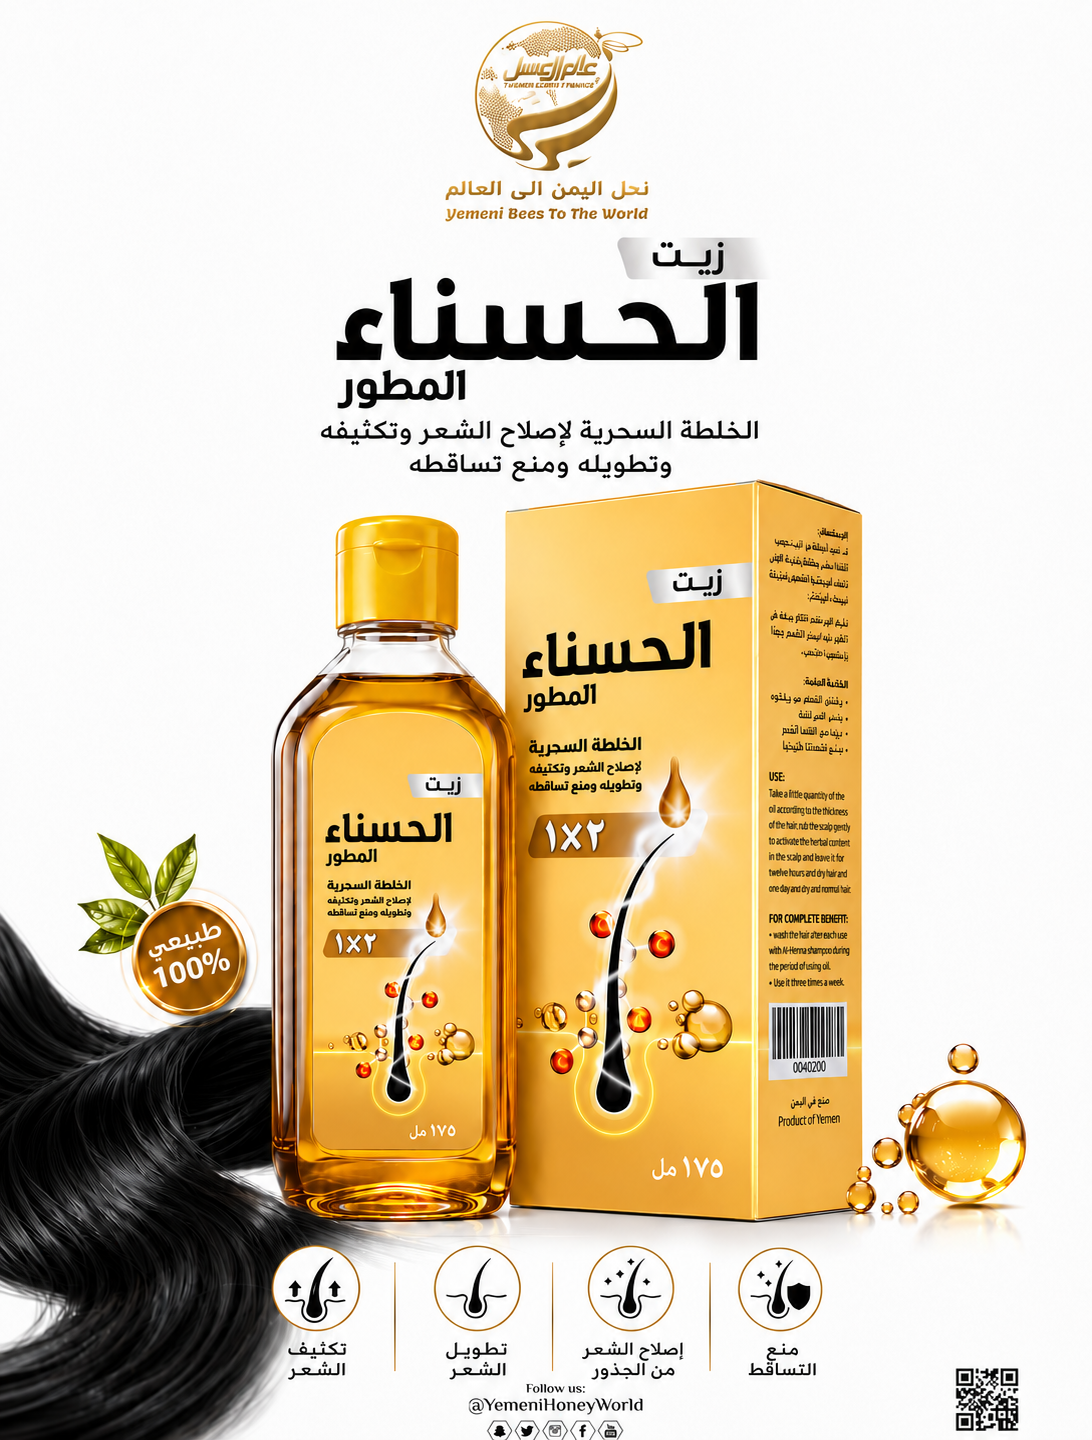 عالم العسل
نحل اليمن الى العالم
Yemeni Bees To The World
زيت
الحسناء
المطور
الخلطة السحرية لإصلاح الشعر وتكثيفه
وتطويله ومنع تساقطه
زيت
الحسناء
المطور
الخلطة السحرية
لإصلاح الشعر وتكثيفه
وتطويله ومنع تساقطه
١X٢
١٧٥ مل
زيت
الحسناء
المطور
الخلطة السحرية
لإصلاح الشعر وتكثيفه
وتطويله ومنع تساقطه
١X٢
C
C
C
C
١٧٥ مل
USE:
Take a little quantity of the
oil according to the thickness
of the hair, rub the scalp gently
to activate the herbal content
in the scalp and leave it for
twelve hours and dry hair and
one day and dry and normal hair.
FOR COMPLETE BENEFIT:
• wash the hair after each use
with Al-Henna shampoo during
the period of using oil.
• Use it three times a week.
0040200
صنع في اليمن
Product of Yemen
طبيعي
100%
تكثيف
الشعر
تطويل
الشعر
إصلاح الشعر
من الجذور
منع
التساقط
Follow us:
@YemeniHoneyWorld